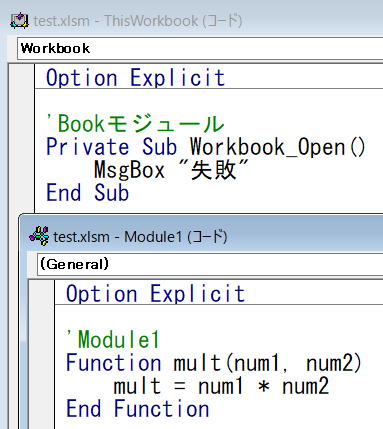 test.xlsm - ThisWorkbook (コード)
Workbook
Option Explicit
'Bookモジュール
Private Sub Workbook_Open()
    MsgBox "失敗"
End Sub
test.xlsm - Module1 (コード)
(General)
Option Explicit
'Module1
Function mult(num1, num2)
    mult = num1 * num2
End Function